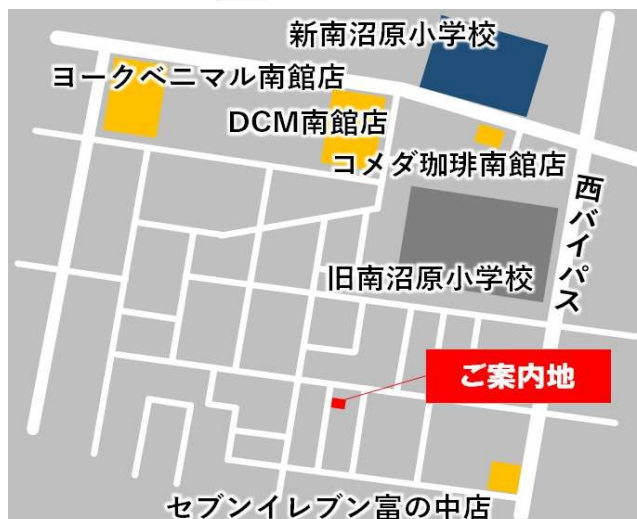 新南沼原小学校
ヨークベニマル南館店
DCM南館店
コメダ珈琲南館店
西バイパス
旧南沼原小学校
ご案内地
セブンイレブン富の中店